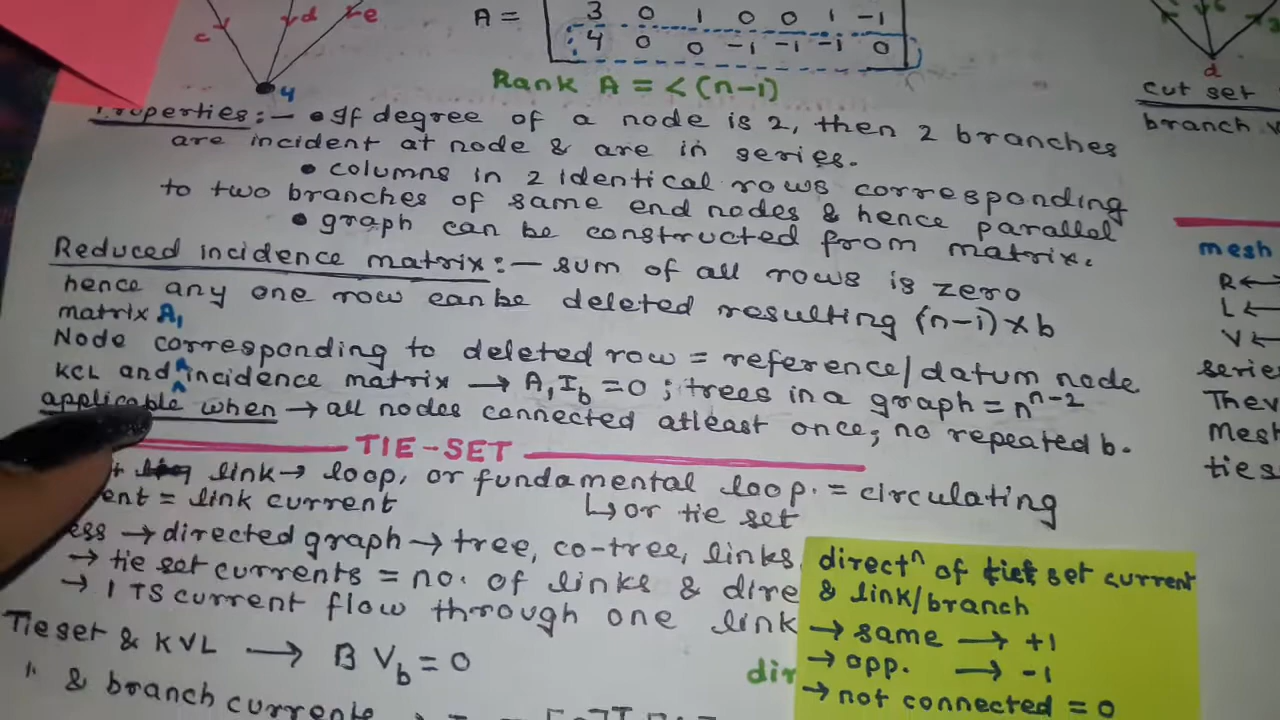 c d e
A = 3 0 1 0 0 1 -1
4 0 0 -1 -1 -1 0
4
Rank A = <(n-1)
Properties:- • If degree of a node is 2, then 2 branches
are incident at node & are in series.
• columns in 2 identical rows corresponding
to two branches of same end nodes & hence parallel
• graph can be constructed from matrix.
Reduced incidence matrix:- sum of all rows is zero
hence any one row can be deleted resulting (n-1)×b
matrix A₁
Node corresponding to deleted row = reference/datum node
KCL and incidence matrix → A₁I_b = 0 ; trees in a graph = n^(n-2)
applicable when → all nodes connected atleast once; no repeated b.
TIE-SET
link → loop, or fundamental loop. = circulating
ent = link current ↳ or tie set
ess → directed graph → tree, co-tree, links
→ tie set currents = no. of links & dire
→ 1 TS current flow through one link
Tie set & KVL → B V_b = 0
" & branch currents
dir
directⁿ of tieset set current
& link/branch
→ same → +1
→ opp. → -1
→ not connected = 0
d
cut set
branch v
mesh
R←
L←
V←
serie
Thev
Mesh
ties